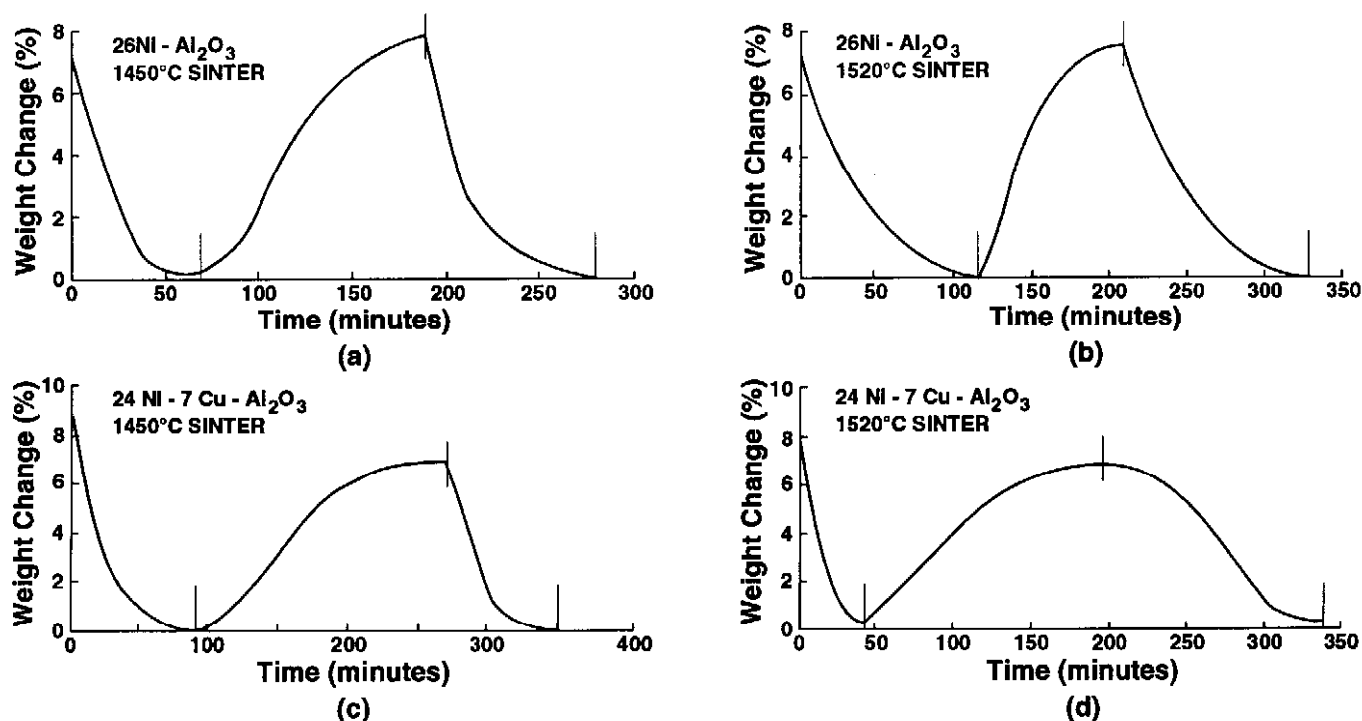 Weight Change (%)
8
6
4
2
0
26Ni - Al₂O₃
1450°C SINTER
0 50 100 150 200 250 300
Time (minutes)
(a)
Weight Change (%)
8
6
4
2
0
26Ni - Al₂O₃
1520°C SINTER
0 50 100 150 200 250 300 350
Time (minutes)
(b)
Weight Change (%)
10
8
6
4
2
0
24 Ni - 7 Cu - Al₂O₃
1450°C SINTER
0 100 200 300 400
Time (minutes)
(c)
Weight Change (%)
10
8
6
4
2
0
24 Ni - 7 Cu - Al₂O₃
1520°C SINTER
0 50 100 150 200 250 300 350
Time (minutes)
(d)